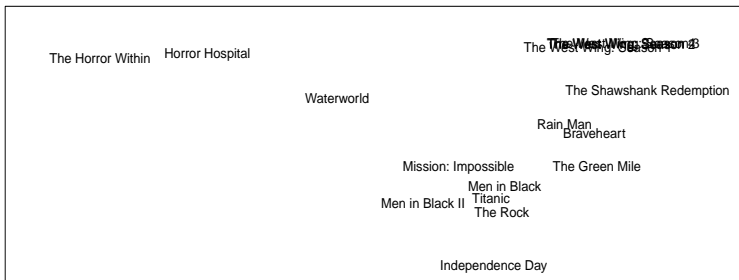 The West Wing: Season
The Horror Within
Horror Hospital
The Shawshank Redemption
Waterworld
Rain Man
Braveheart
Mission: Impossible
The Green Mile
Men in Black
Men in Black II
Titanic
The Rock
Independence Day